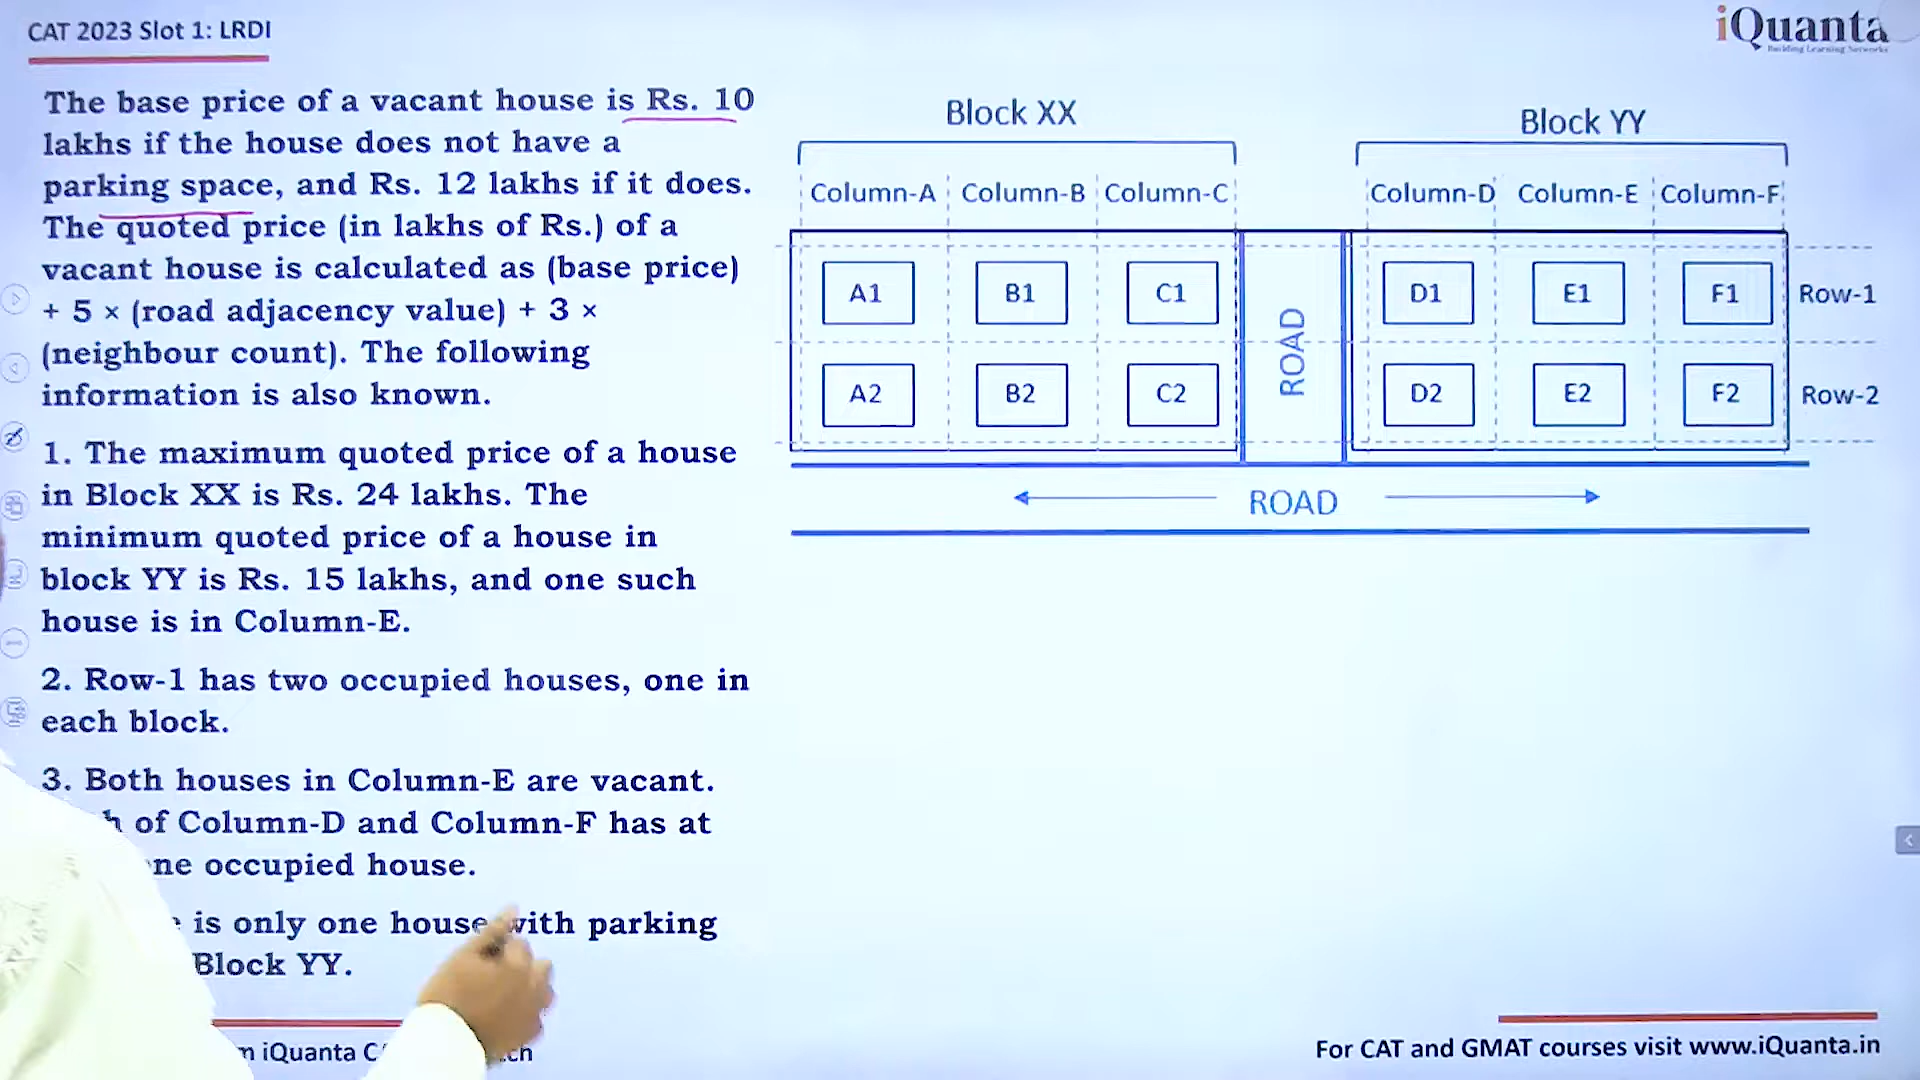 CAT 2023 Slot 1: LRDI
iQuanta
Building Learning Networks
The base price of a vacant house is Rs. 10
lakhs if the house does not have a
parking space, and Rs. 12 lakhs if it does.
The quoted price (in lakhs of Rs.) of a
vacant house is calculated as (base price)
+ 5 × (road adjacency value) + 3 ×
(neighbour count). The following
information is also known.
1. The maximum quoted price of a house
in Block XX is Rs. 24 lakhs. The
minimum quoted price of a house in
block YY is Rs. 15 lakhs, and one such
house is in Column-E.
2. Row-1 has two occupied houses, one in
each block.
3. Both houses in Column-E are vacant.
of Column-D and Column-F has at
ne occupied house.
is only one house with parking
Block YY.
Block XX
Block YY
Column-A Column-B Column-C
Column-D Column-E Column-F
A1 B1 C1 D1 E1 F1 Row-1
A2 B2 C2 D2 E2 F2 Row-2
ROAD
ROAD
iQuanta
For CAT and GMAT courses visit www.iQuanta.in